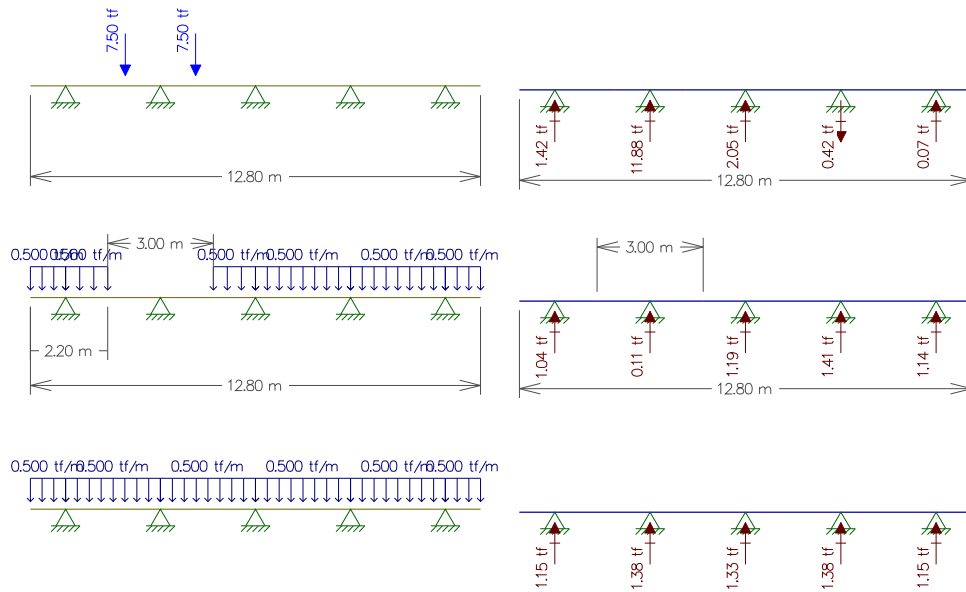 7.50 tf
7.50 tf
12.80 m
1.42 tf
11.88 tf
2.05 tf
0.42 tf
0.07 tf
12.80 m
3.00 m
0.500 tf/m
0.500 tf/m
0.500 tf/m
0.500 tf/m
0.500 tf/m
0.500 tf/m
2.20 m
12.80 m
3.00 m
1.04 tf
0.11 tf
1.19 tf
1.41 tf
1.14 tf
12.80 m
0.500 tf/m
0.500 tf/m
0.500 tf/m
0.500 tf/m
0.500 tf/m
0.500 tf/m
1.15 tf
1.38 tf
1.33 tf
1.38 tf
1.15 tf